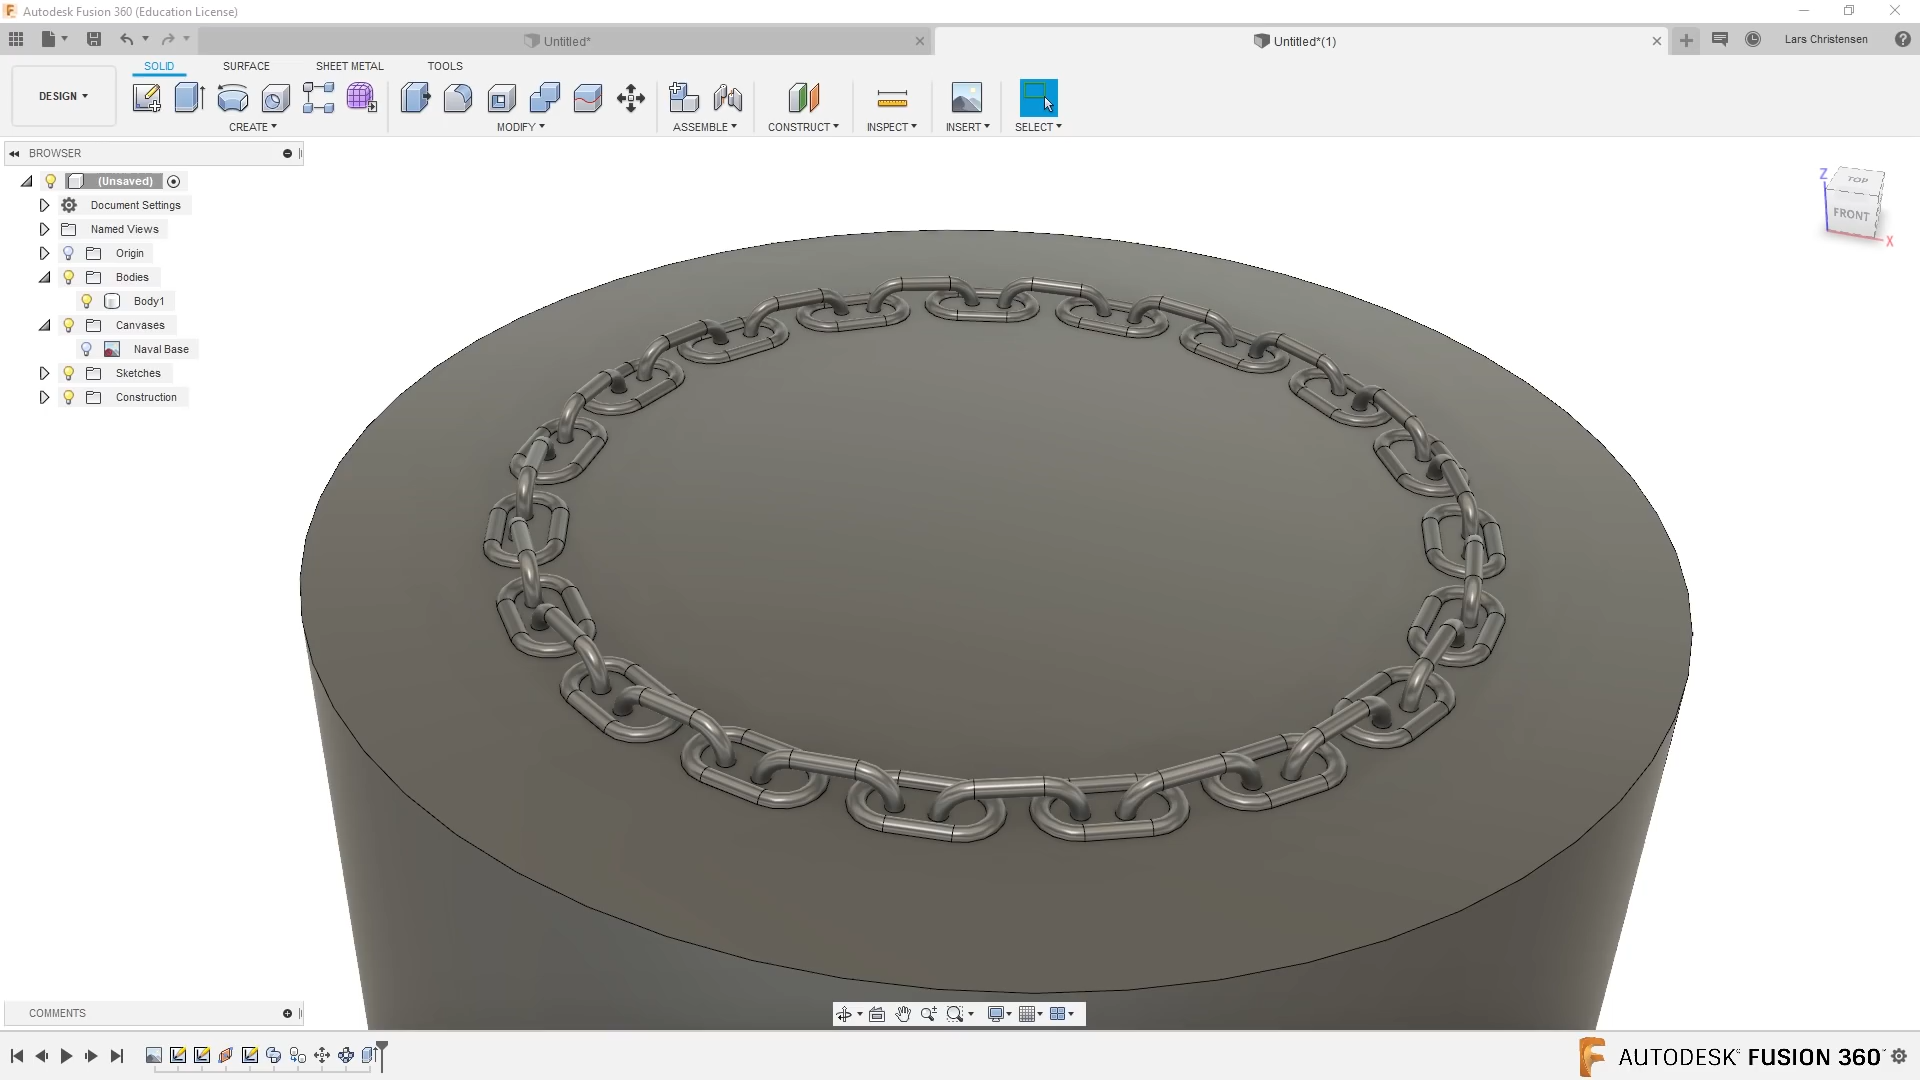 Autodesk Fusion 360 (Education License)
Untitled*
Untitled*(1)
Lars Christensen
SOLID
SURFACE
SHEET METAL
TOOLS
DESIGN
CREATE
MODIFY
ASSEMBLE
CONSTRUCT
INSPECT
INSERT
SELECT
BROWSER
(Unsaved)
Document Settings
Named Views
Origin
Bodies
Body1
Canvases
Naval Base
Sketches
Construction
Z
TOP
FRONT
X
COMMENTS
AUTODESK® FUSION 360™